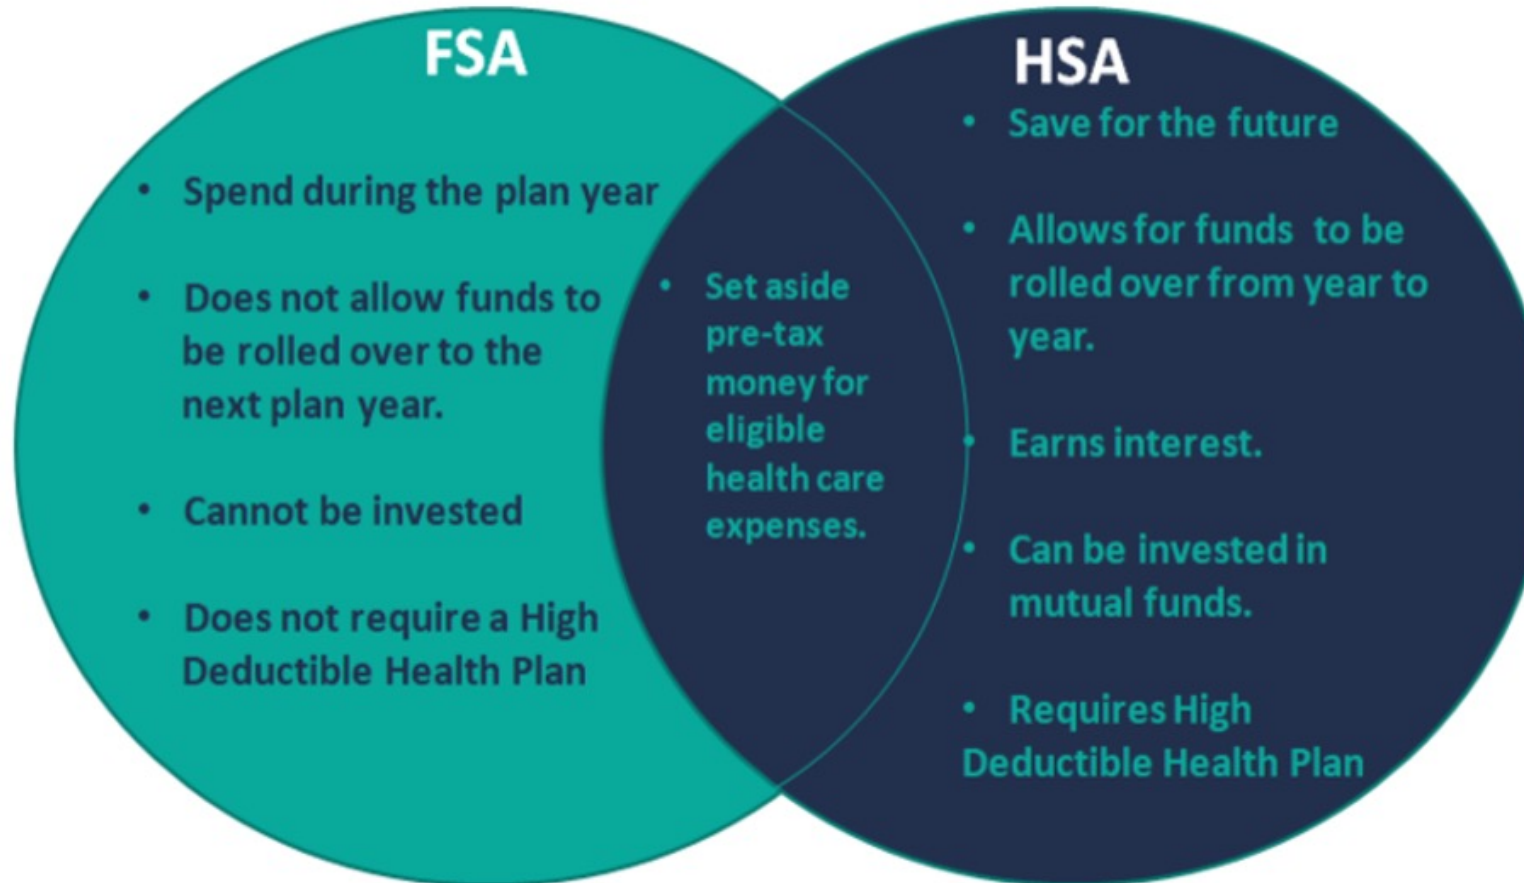 FSA
• Spend during the plan year
• Does not allow funds to
be rolled over to the
next plan year.
• Cannot be invested
• Does not require a High
Deductible Health Plan
• Set aside
pre-tax
money for
eligible
health care
expenses.
HSA
• Save for the future
• Allows for funds to be
rolled over from year to
year.
• Earns interest.
• Can be invested in
mutual funds.
• Requires High
Deductible Health Plan